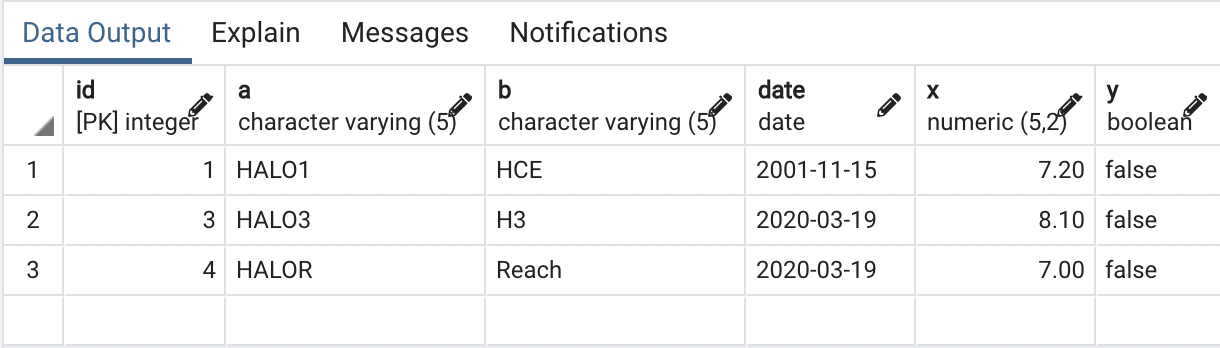 Data Output Explain Messages Notifications
id a b date x y
[PK] integer character varying (5) character varying (5) date numeric (5,2) boolean
1 1 HALO1 HCE 2001-11-15 7.20 false
2 3 HALO3 H3 2020-03-19 8.10 false
3 4 HALOR Reach 2020-03-19 7.00 false